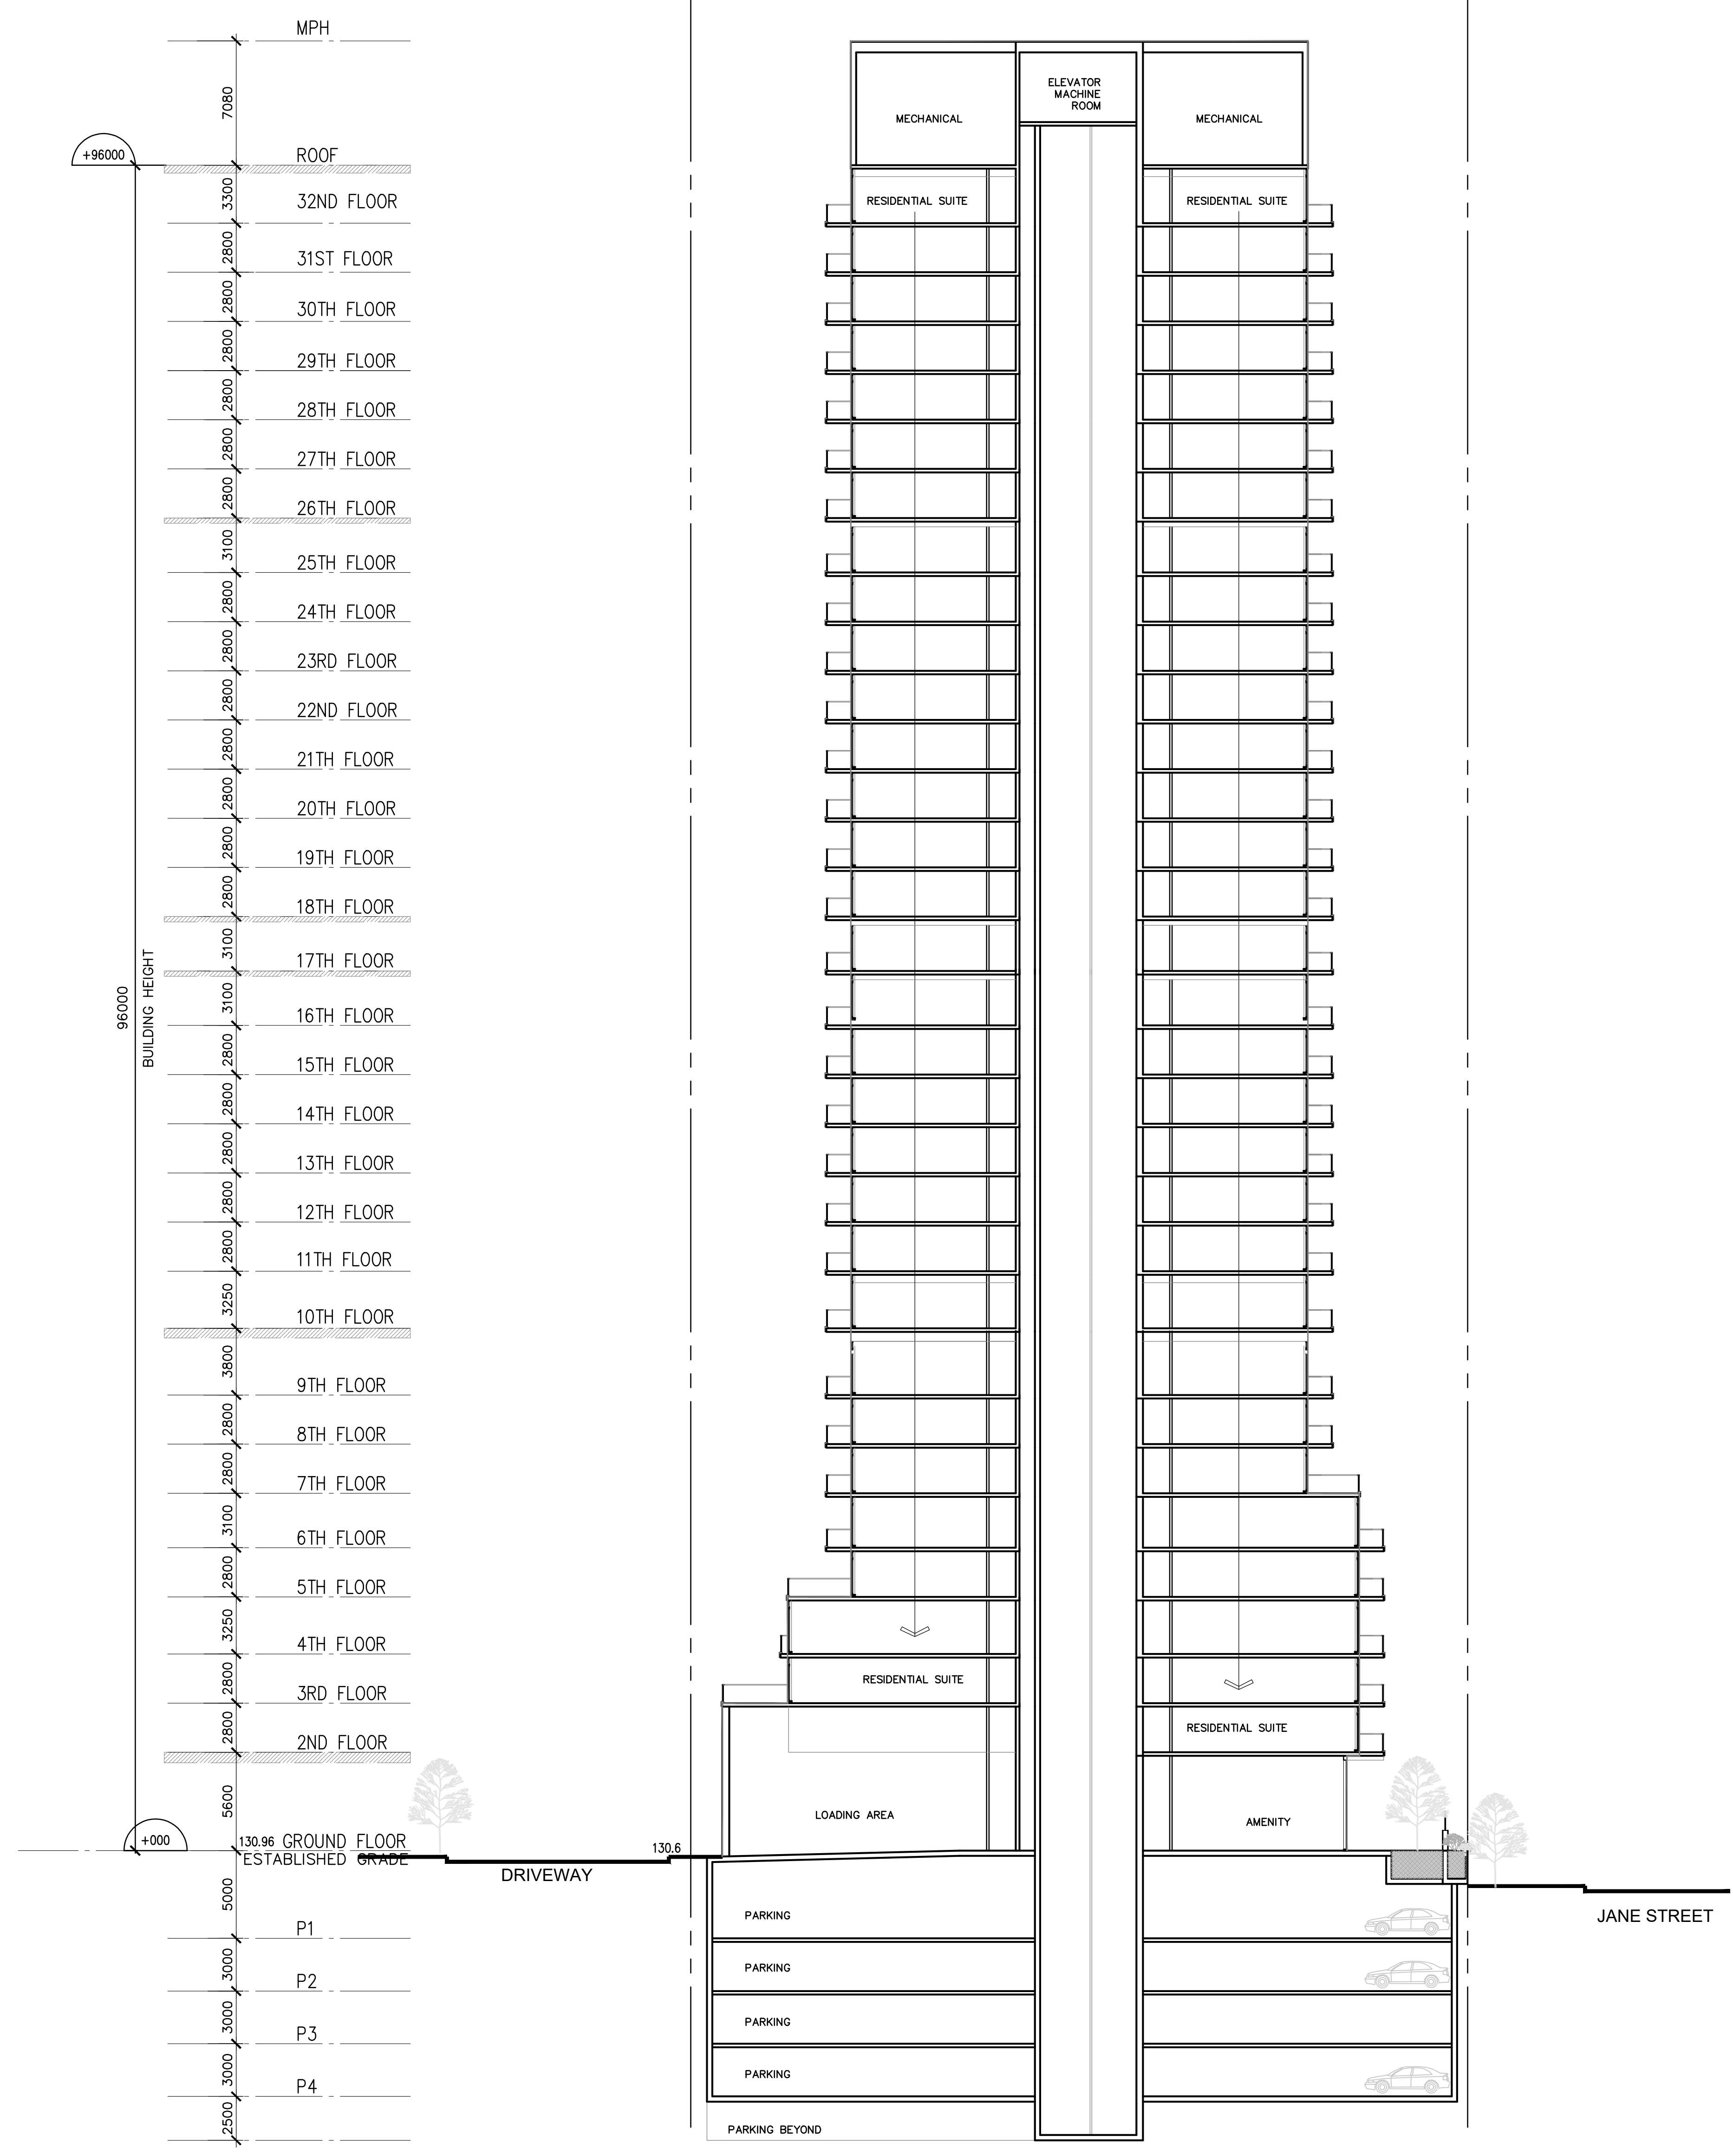 MPH
7080
ELEVATOR
MACHINE
ROOM
MECHANICAL
MECHANICAL
+96000
ROOF
3300
32ND FLOOR
RESIDENTIAL SUITE
RESIDENTIAL SUITE
2800
31ST FLOOR
2800
30TH FLOOR
2800
29TH FLOOR
2800
28TH FLOOR
2800
27TH FLOOR
2800
26TH FLOOR
3100
25TH FLOOR
2800
24TH FLOOR
2800
23RD FLOOR
2800
22ND FLOOR
2800
21TH FLOOR
2800
20TH FLOOR
2800
19TH FLOOR
2800
18TH FLOOR
3100
17TH FLOOR
96000
BUILDING HEIGHT
3100
16TH FLOOR
2800
15TH FLOOR
2800
14TH FLOOR
2800
13TH FLOOR
2800
12TH FLOOR
2800
11TH FLOOR
3250
10TH FLOOR
3800
9TH FLOOR
2800
8TH FLOOR
2800
7TH FLOOR
3100
6TH FLOOR
2800
5TH FLOOR
3250
4TH FLOOR
2800
3RD FLOOR
RESIDENTIAL SUITE
2800
2ND FLOOR
RESIDENTIAL SUITE
5600
LOADING AREA
AMENITY
+000
130.96 GROUND FLOOR
130.6
ESTABLISHED GRADE
DRIVEWAY
5000
P1
PARKING
JANE STREET
3000
P2
PARKING
3000
P3
PARKING
3000
P4
PARKING
2500
PARKING BEYOND